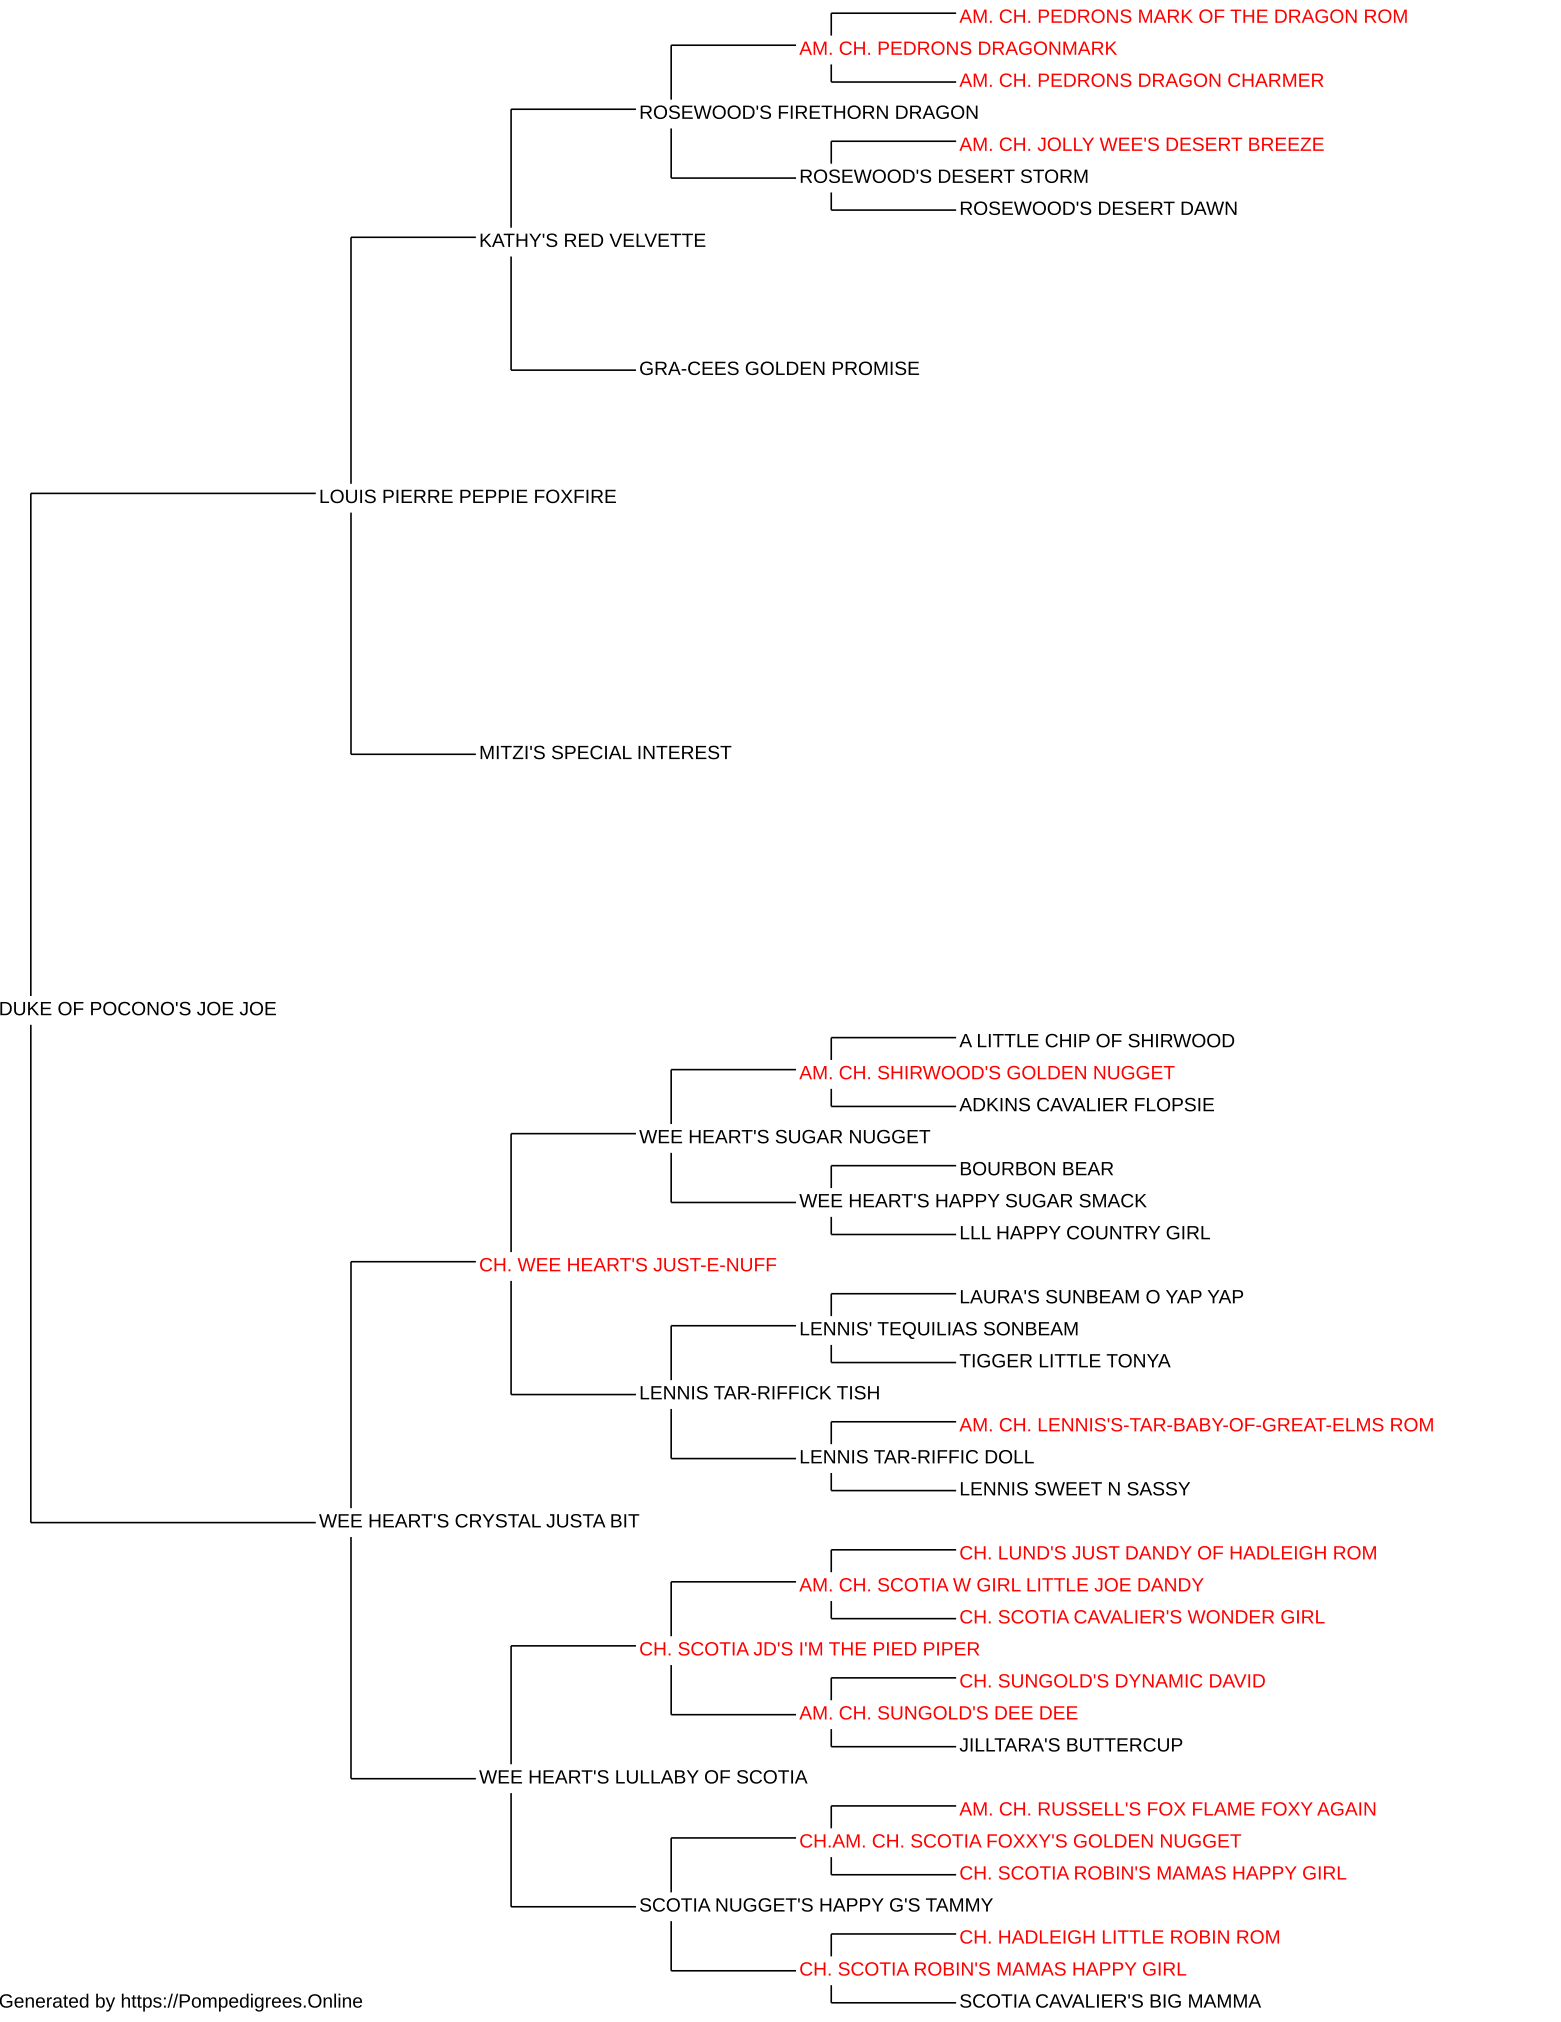 AM. CH. PEDRONS MARK OF THE DRAGON ROM
AM. CH. PEDRONS DRAGONMARK
AM. CH. PEDRONS DRAGON CHARMER
ROSEWOOD'S FIRETHORN DRAGON
AM. CH. JOLLY WEE'S DESERT BREEZE
ROSEWOOD'S DESERT STORM
ROSEWOOD'S DESERT DAWN
KATHY'S RED VELVETTE
GRA-CEES GOLDEN PROMISE
LOUIS PIERRE PEPPIE FOXFIRE
MITZI'S SPECIAL INTEREST
DUKE OF POCONO'S JOE JOE
A LITTLE CHIP OF SHIRWOOD
AM. CH. SHIRWOOD'S GOLDEN NUGGET
ADKINS CAVALIER FLOPSIE
WEE HEART'S SUGAR NUGGET
BOURBON BEAR
WEE HEART'S HAPPY SUGAR SMACK
LLL HAPPY COUNTRY GIRL
CH. WEE HEART'S JUST-E-NUFF
LAURA'S SUNBEAM O YAP YAP
LENNIS' TEQUILIAS SONBEAM
TIGGER LITTLE TONYA
LENNIS TAR-RIFFICK TISH
AM. CH. LENNIS'S-TAR-BABY-OF-GREAT-ELMS ROM
LENNIS TAR-RIFFIC DOLL
LENNIS SWEET N SASSY
WEE HEART'S CRYSTAL JUSTA BIT
CH. LUND'S JUST DANDY OF HADLEIGH ROM
AM. CH. SCOTIA W GIRL LITTLE JOE DANDY
CH. SCOTIA CAVALIER'S WONDER GIRL
CH. SCOTIA JD'S I'M THE PIED PIPER
CH. SUNGOLD'S DYNAMIC DAVID
AM. CH. SUNGOLD'S DEE DEE
JILLTARA'S BUTTERCUP
WEE HEART'S LULLABY OF SCOTIA
AM. CH. RUSSELL'S FOX FLAME FOXY AGAIN
CH.AM. CH. SCOTIA FOXXY'S GOLDEN NUGGET
CH. SCOTIA ROBIN'S MAMAS HAPPY GIRL
SCOTIA NUGGET'S HAPPY G'S TAMMY
CH. HADLEIGH LITTLE ROBIN ROM
CH. SCOTIA ROBIN'S MAMAS HAPPY GIRL
SCOTIA CAVALIER'S BIG MAMMA
Generated by https://Pompedigrees.Online